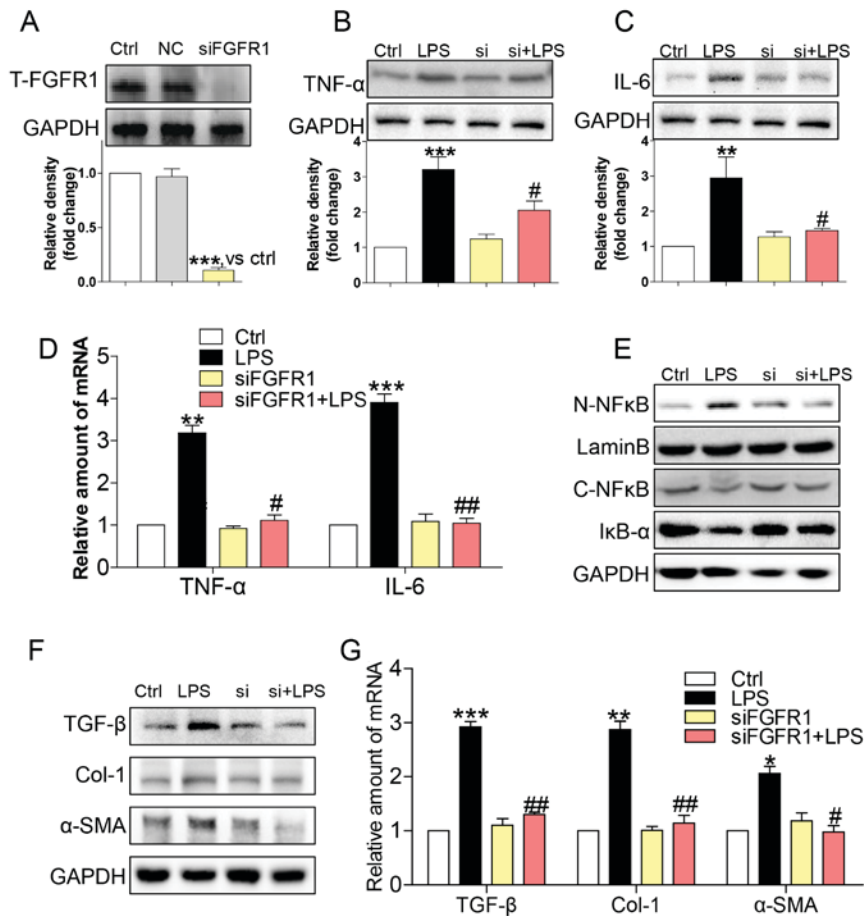 A
Ctrl NC siFGFR1
T-FGFR1
GAPDH
Relative density
(fold change)
1.0
0.5
0.0
***, vs ctrl
B
Ctrl LPS si si+LPS
TNF-α
GAPDH
Relative density
(fold change)
4
3
2
1
0
***
#
C
Ctrl LPS si si+LPS
IL-6
GAPDH
Relative density
(fold change)
4
3
2
1
0
**
#
D
Relative amount of mRNA
5
4
3
2
1
0
Ctrl
LPS
siFGFR1
siFGFR1+LPS
**
#
***
##
TNF-α IL-6
E
Ctrl LPS si si+LPS
N-NFκB
LaminB
C-NFκB
IκB-α
GAPDH
F
Ctrl LPS si si+LPS
TGF-β
Col-1
α-SMA
GAPDH
G
Relative amount of mRNA
4
3
2
1
0
Ctrl
LPS
siFGFR1
siFGFR1+LPS
***
##
**
##
*
#
TGF-β Col-1 α-SMA